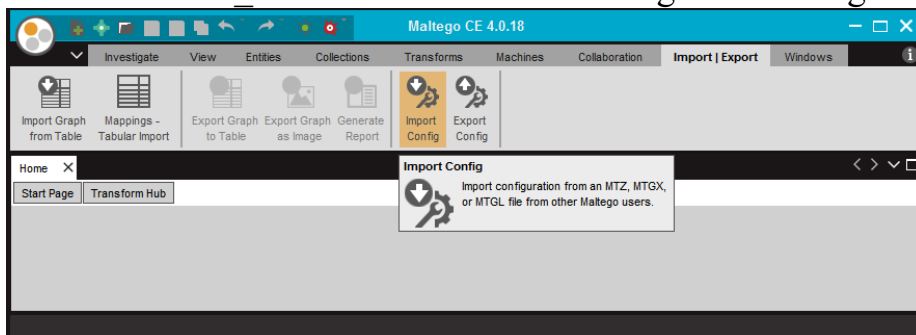 Maltego CE 4.0.18
Investigate View Entities Collections Transforms Machines Collaboration Import | Export Windows
Import Graph from Table
Mappings - Tabular Import
Export Graph to Table
Export Graph as Image
Generate Report
Import Config
Export Config
Home
Import Config
Start Page Transform Hub
Import configuration from an MTZ, MTGX,
or MTGL file from other Maltego users.